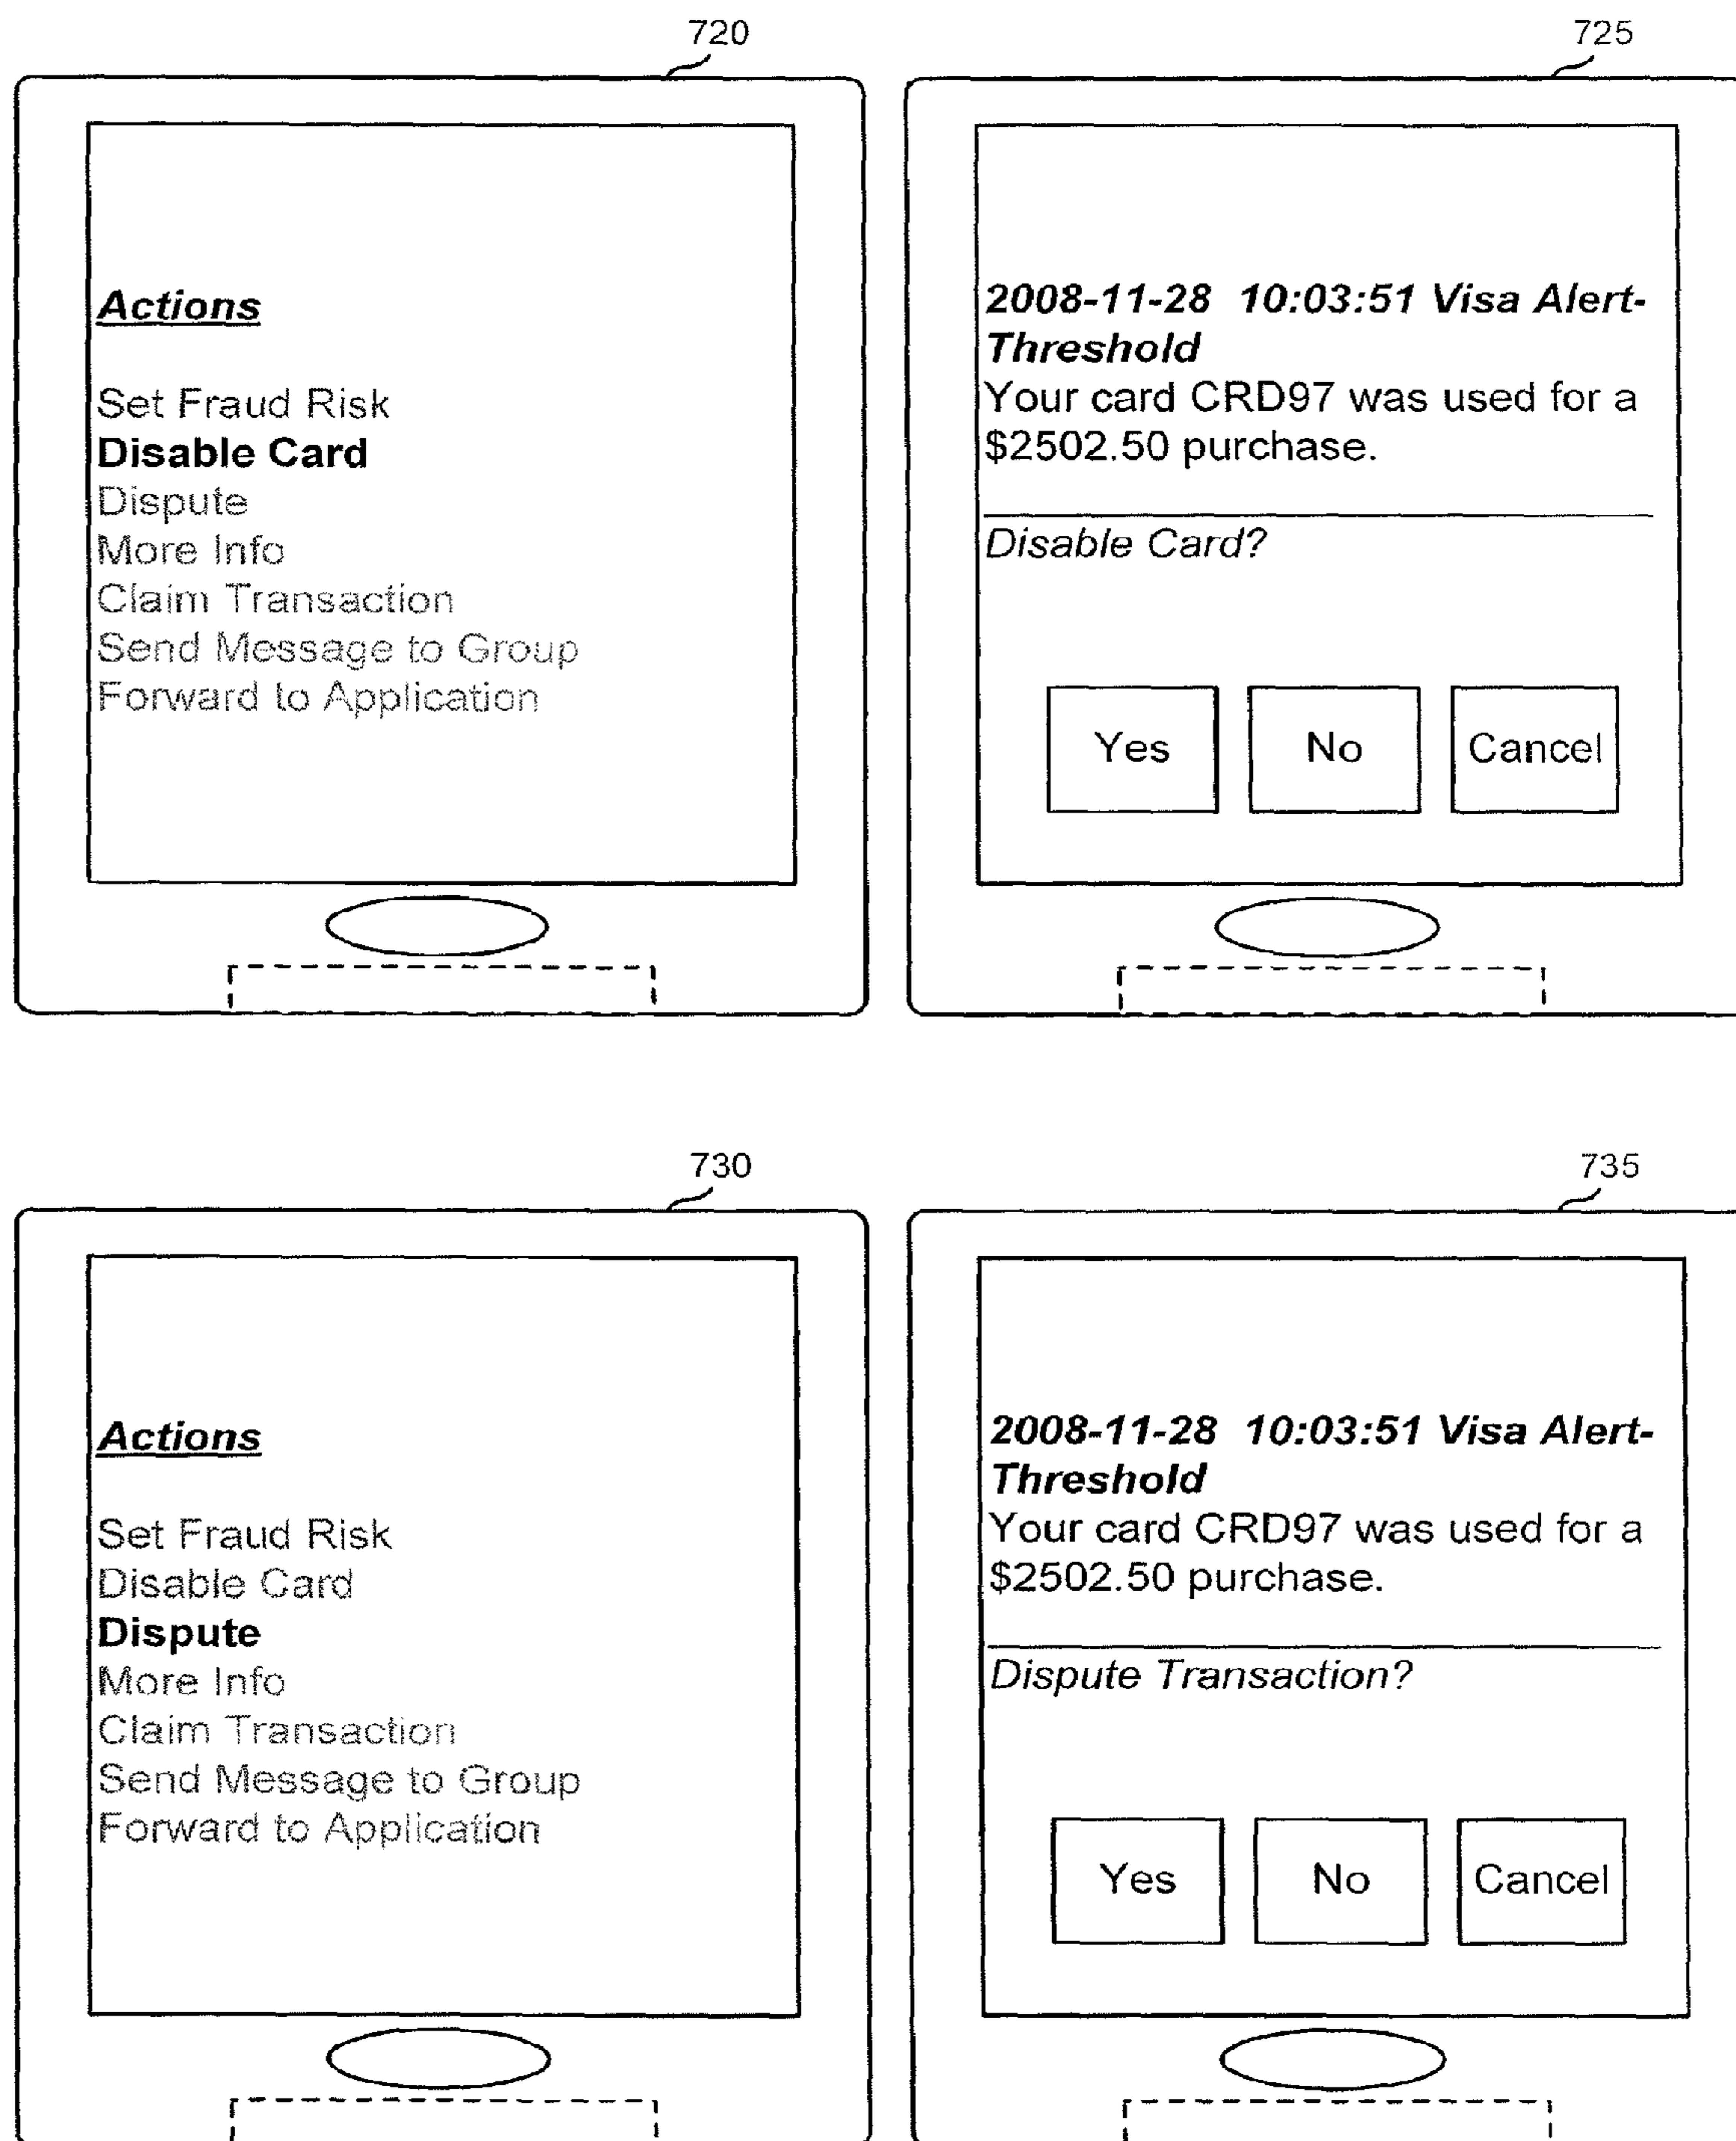 720
Actions
Set Fraud Risk
Disable Card
Dispute
More Info
Claim Transaction
Send Message to Group
Forward to Application
725
2008-11-28 10:03:51 Visa Alert-
Threshold
Your card CRD97 was used for a
$2502.50 purchase.
Disable Card?
Yes No Cancel
730
Actions
Set Fraud Risk
Disable Card
Dispute
More Info
Claim Transaction
Send Message to Group
Forward to Application
735
2008-11-28 10:03:51 Visa Alert-
Threshold
Your card CRD97 was used for a
$2502.50 purchase.
Dispute Transaction?
Yes No Cancel